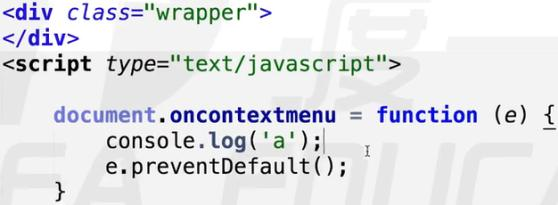 <div class="wrapper">
</div>
<script type="text/javascript">
document.oncontextmenu = function (e) {
console.log('a');
e.preventDefault();
}